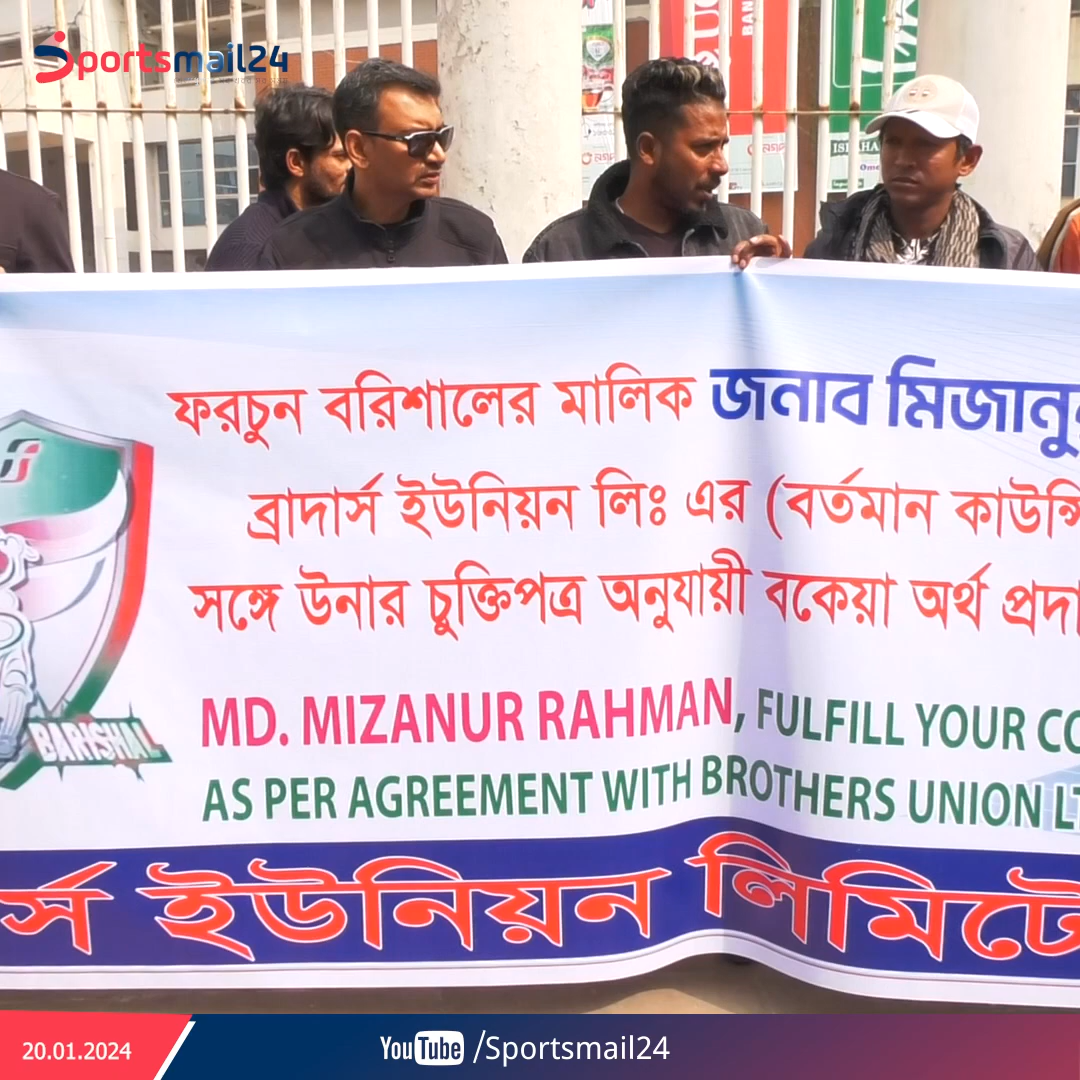 Sportsmail24
ফরচুন বরিশালের মালিক জনাব মিজানু
ব্রাদার্স ইউনিয়ন লিঃ এর (বর্তমান কাউন্সি
সঙ্গে উনার চুক্তিপত্র অনুযায়ী বকেয়া অর্থ প্রদা
MD. MIZANUR RAHMAN, FULFILL YOUR CO
AS PER AGREEMENT WITH BROTHERS UNION LT
BARISHAL
র্স ইউনিয়ন লিমিটে
20.01.2024
YouTube /Sportsmail24